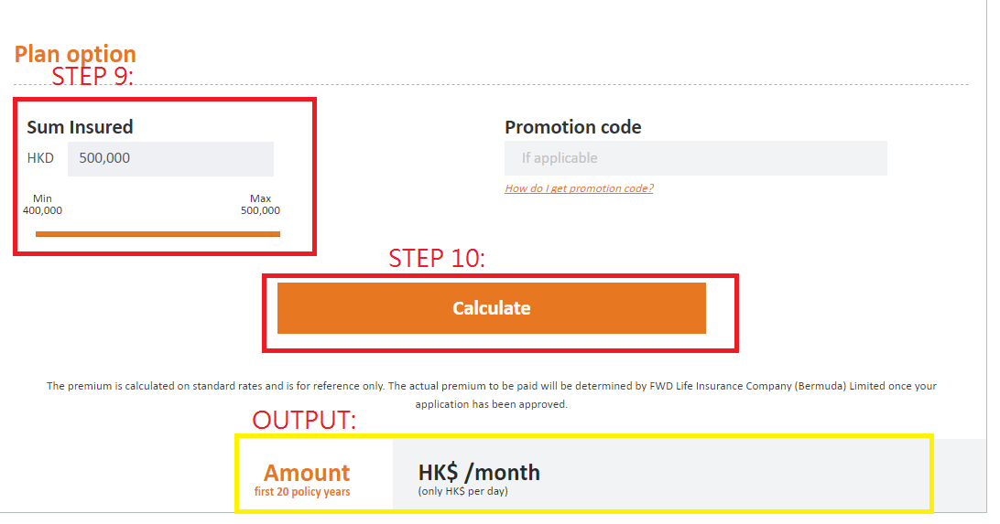 Plan option
STEP 9:
Sum Insured
HKD 500,000
Min Max
400,000 500,000
Promotion code
If applicable
How do I get promotion code?
STEP 10:
Calculate
The premium is calculated on standard rates and is for reference only. The actual premium to be paid will be determined by FWD Life Insurance Company (Bermuda) Limited once your
application has been approved.
OUTPUT:
Amount
first 20 policy years
HK$ /month
(only HK$ per day)